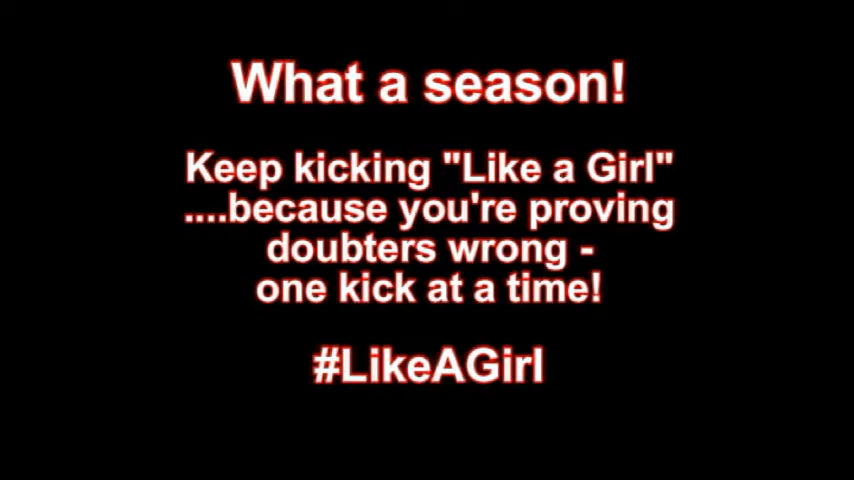 What a season!
Keep kicking "Like a Girl"
....because you're proving
doubters wrong -
one kick at a time!
#LikeAGirl